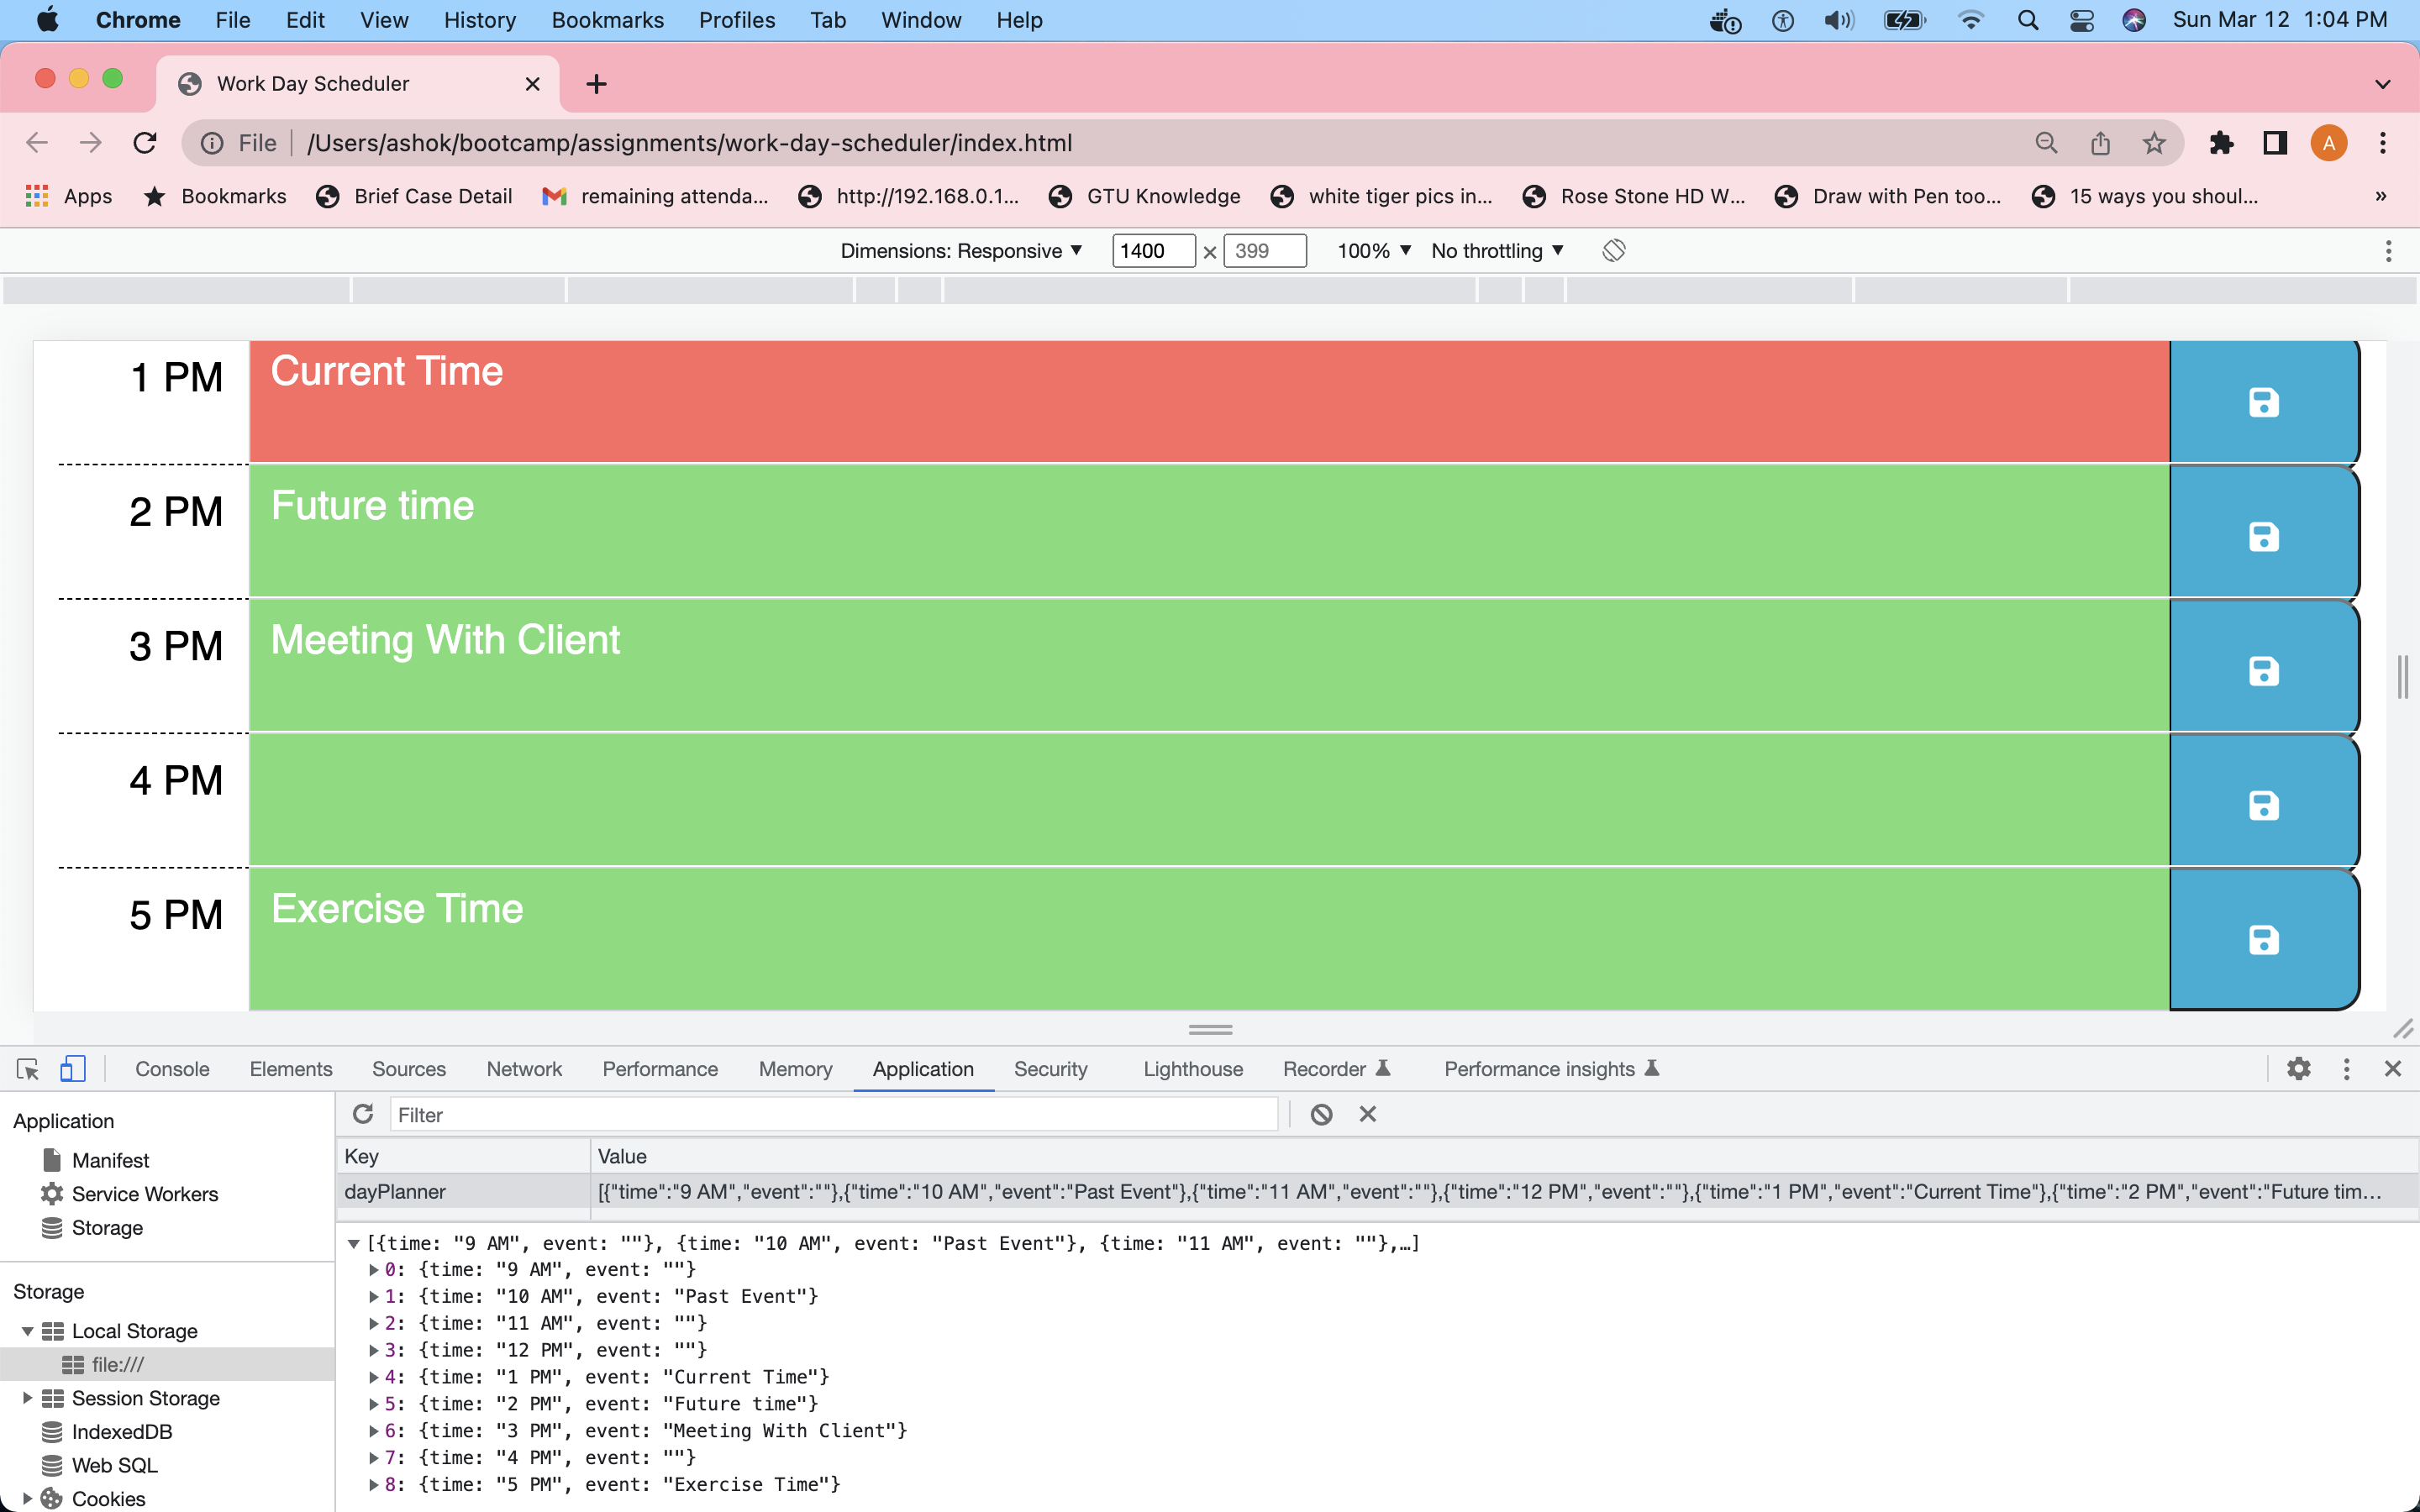 Chrome File Edit View History Bookmarks Profiles Tab Window Help Sun Mar 12 1:04 PM
Work Day Scheduler
File /Users/ashok/bootcamp/assignments/work-day-scheduler/index.html A
Apps Bookmarks Brief Case Detail remaining attenda... http://192.168.0.1... GTU Knowledge white tiger pics in... Rose Stone HD W... Draw with Pen too... 15 ways you shoul... »
Dimensions: Responsive ▼ 1400 × 399 100% ▼ No throttling ▼
1 PM Current Time
2 PM Future time
3 PM Meeting With Client
4 PM
5 PM Exercise Time
Console Elements Sources Network Performance Memory Application Security Lighthouse Recorder Performance insights
Application
Manifest
Service Workers
Storage
Storage
Local Storage
file:///
Session Storage
IndexedDB
Web SQL
Cookies
Filter
Key Value
dayPlanner [{"time":"9 AM","event":""},{"time":"10 AM","event":"Past Event"},{"time":"11 AM","event":""},{"time":"12 PM","event":""},{"time":"1 PM","event":"Current Time"},{"time":"2 PM","event":"Future tim...
▼[{time: "9 AM", event: ""}, {time: "10 AM", event: "Past Event"}, {time: "11 AM", event: ""},…]
▶0: {time: "9 AM", event: ""}
▶1: {time: "10 AM", event: "Past Event"}
▶2: {time: "11 AM", event: ""}
▶3: {time: "12 PM", event: ""}
▶4: {time: "1 PM", event: "Current Time"}
▶5: {time: "2 PM", event: "Future time"}
▶6: {time: "3 PM", event: "Meeting With Client"}
▶7: {time: "4 PM", event: ""}
▶8: {time: "5 PM", event: "Exercise Time"}